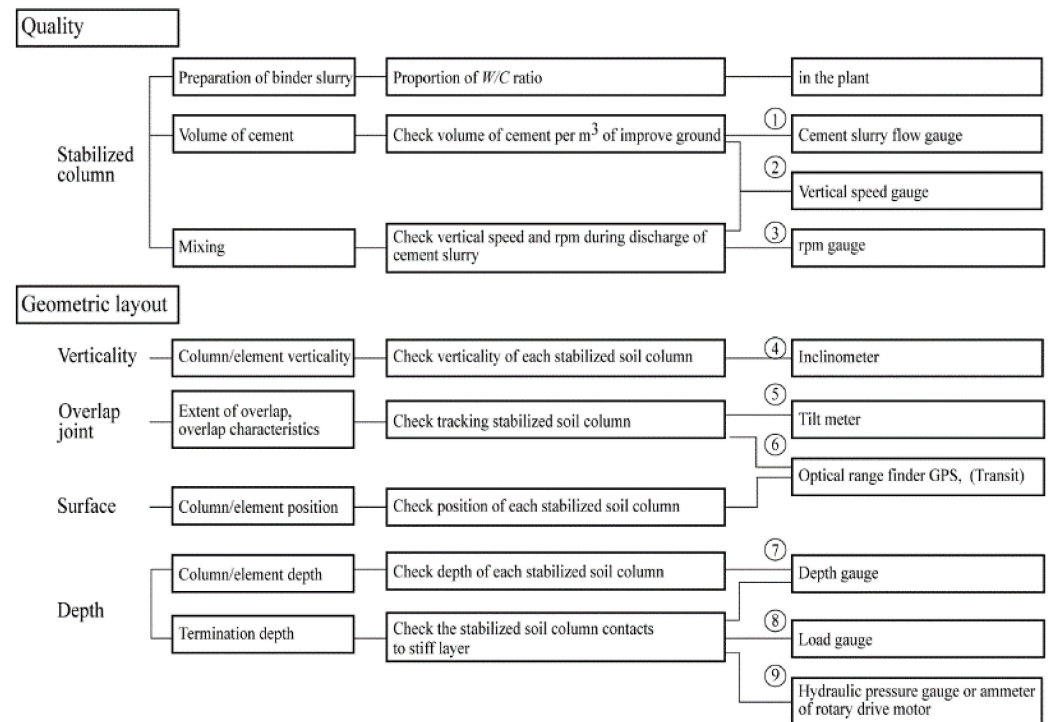 Quality
Preparation of binder slurry
Proportion of W/C ratio
in the plant
Stabilized
column
Volume of cement
Check volume of cement per m³ of improve ground
①
Cement slurry flow gauge
②
Vertical speed gauge
Mixing
Check vertical speed and rpm during discharge of
cement slurry
③
rpm gauge
Geometric layout
Verticality
Column/element verticality
Check verticality of each stabilized soil column
④
Inclinometer
Overlap
joint
Extent of overlap,
overlap characteristics
Check tracking stabilized soil column
⑤
Tilt meter
⑥
Optical range finder GPS, (Transit)
Surface
Column/element position
Check position of each stabilized soil column
Depth
Column/element depth
Check depth of each stabilized soil column
⑦
Depth gauge
Termination depth
Check the stabilized soil column contacts
to stiff layer
⑧
Load gauge
⑨
Hydraulic pressure gauge or ammeter
of rotary drive motor